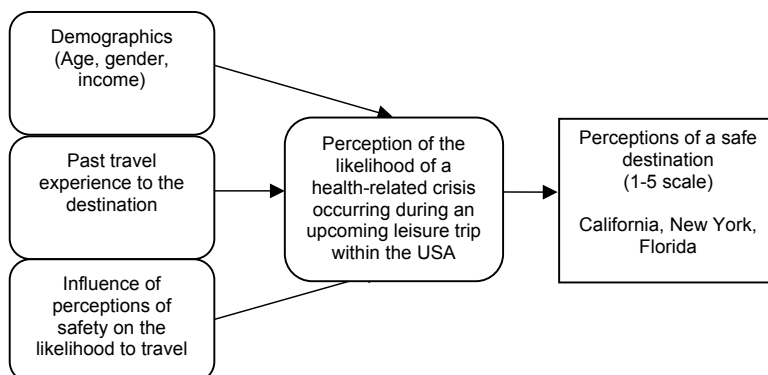 Demographics
(Age, gender,
income)
Past travel
experience to the
destination
Influence of
perceptions of
safety on the
likelihood to travel
Perception of the
likelihood of a
health-related crisis
occurring during an
upcoming leisure trip
within the USA
Perceptions of a safe
destination
(1-5 scale)
California, New York,
Florida